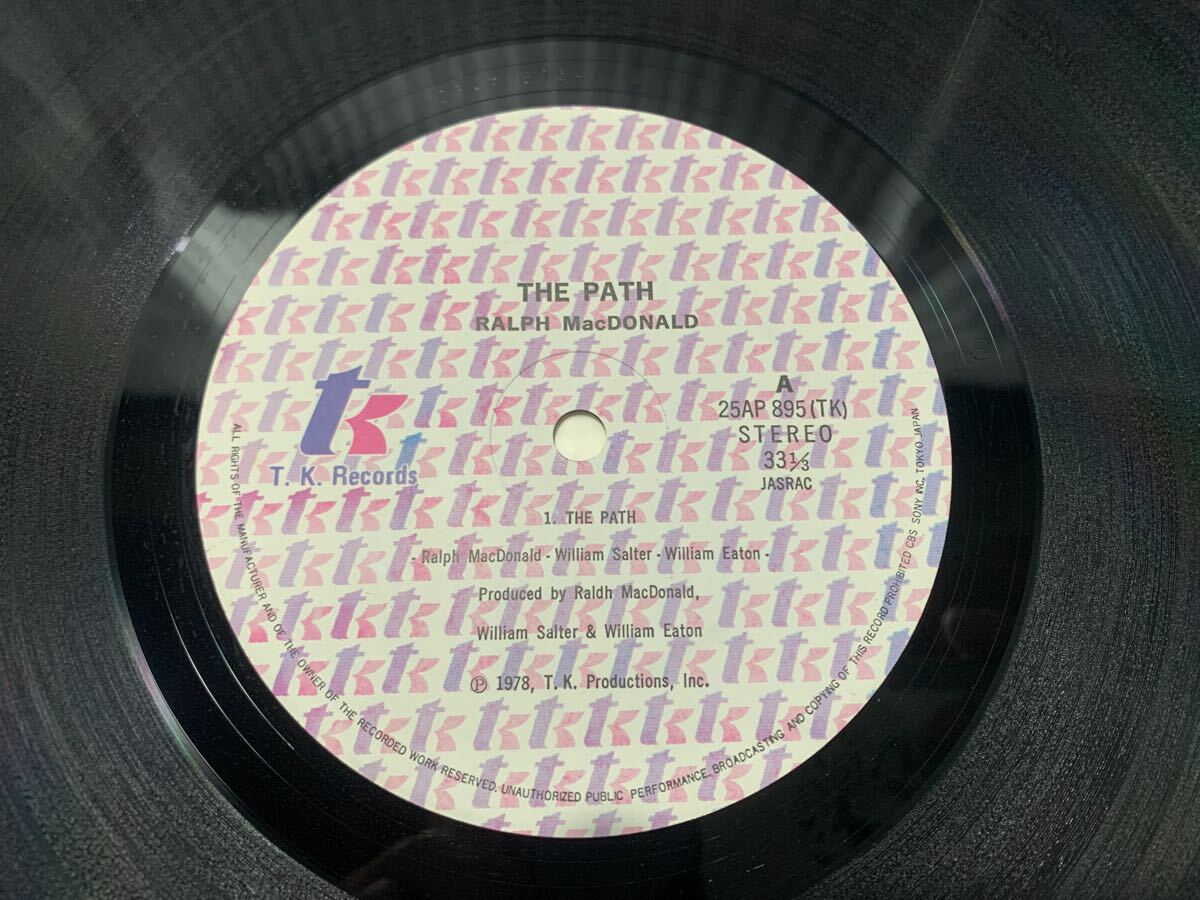 THE PATH
RALPH MacDONALD
tk
T. K. Records
A
25AP 895(TK)
STEREO
33⅓
JASRAC
1. THE PATH
- Ralph MacDonald - William Salter - William Eaton -
Produced by Raldh MacDonald,
William Salter & William Eaton
℗ 1978, T. K. Productions, Inc.
ALL RIGHTS OF THE MANUFACTURER AND OF THE OWNER OF THE RECORDED WORK RESERVED. UNAUTHORIZED PUBLIC PERFORMANCE. BROADCASTING AND COPYING OF THIS RECORD PROHIBITED CBS SONY INC. TOKYO JAPAN